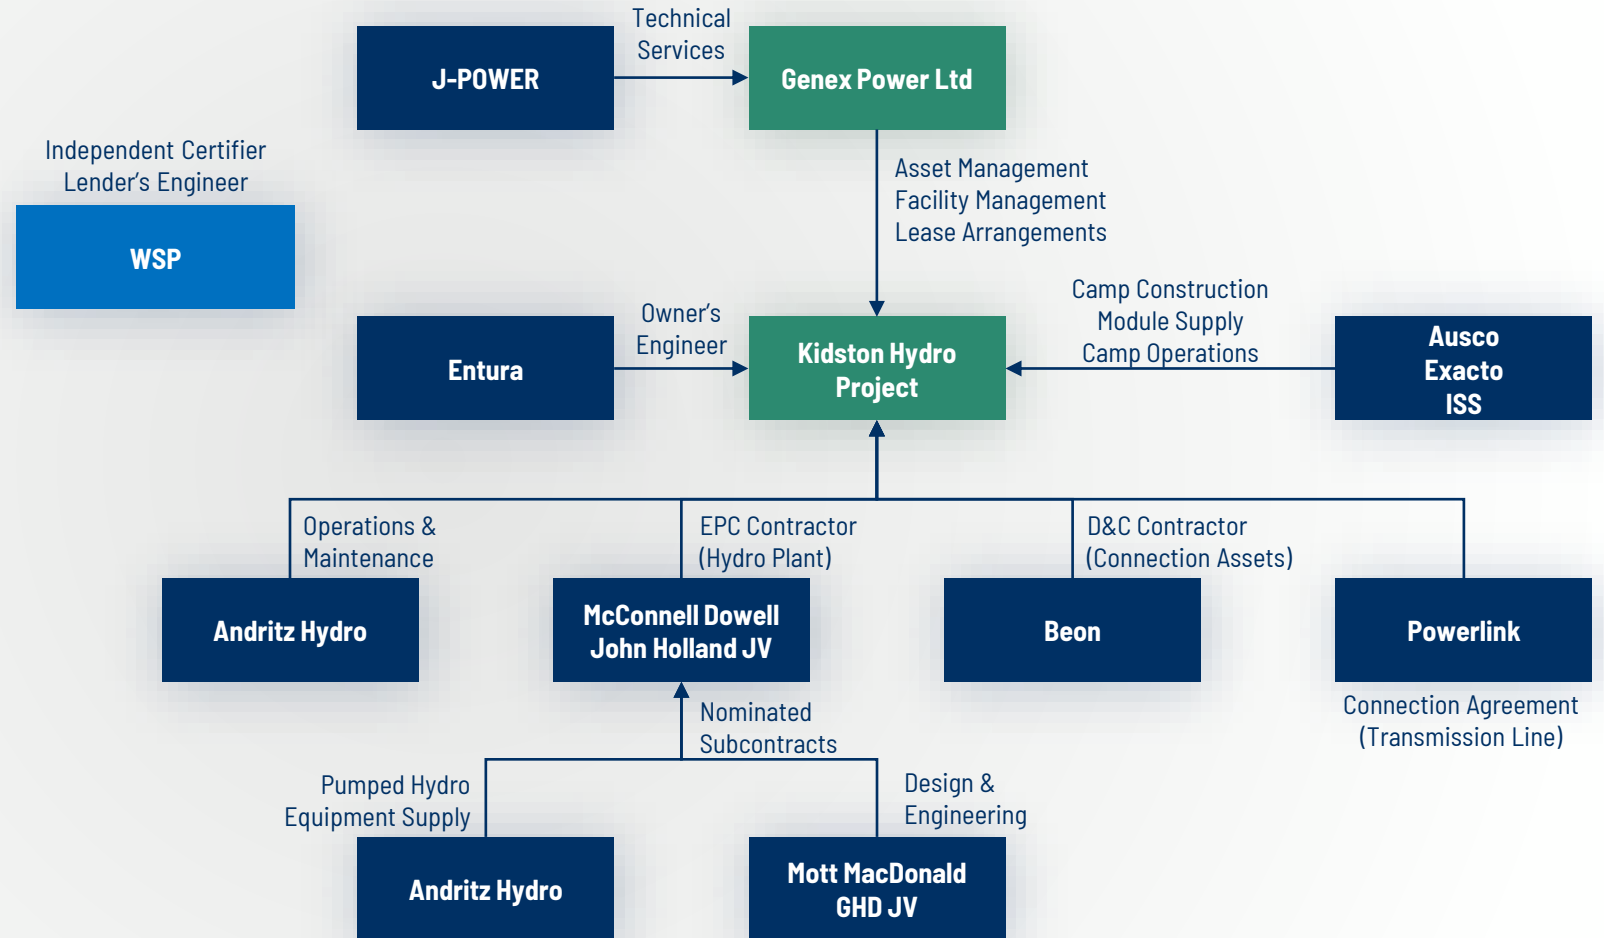 Technical
Services
J-POWER
Genex Power Ltd
Independent Certifier
Lender’s Engineer
WSP
Asset Management
Facility Management
Lease Arrangements
Owner’s
Engineer
Entura
Kidston Hydro
Project
Camp Construction
Module Supply
Camp Operations
Ausco
Exacto
ISS
Operations &
Maintenance
EPC Contractor
(Hydro Plant)
D&C Contractor
(Connection Assets)
Andritz Hydro
McConnell Dowell
John Holland JV
Beon
Powerlink
Nominated
Subcontracts
Connection Agreement
(Transmission Line)
Pumped Hydro
Equipment Supply
Design &
Engineering
Andritz Hydro
Mott MacDonald
GHD JV